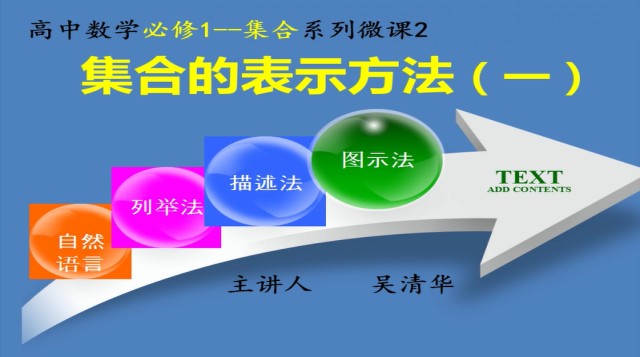 高中数学必修1--集合系列微课2
集合的表示方法（一）
图示法
描述法
列举法
自然
语言
TEXT
ADD CONTENTS
主讲人 吴清华